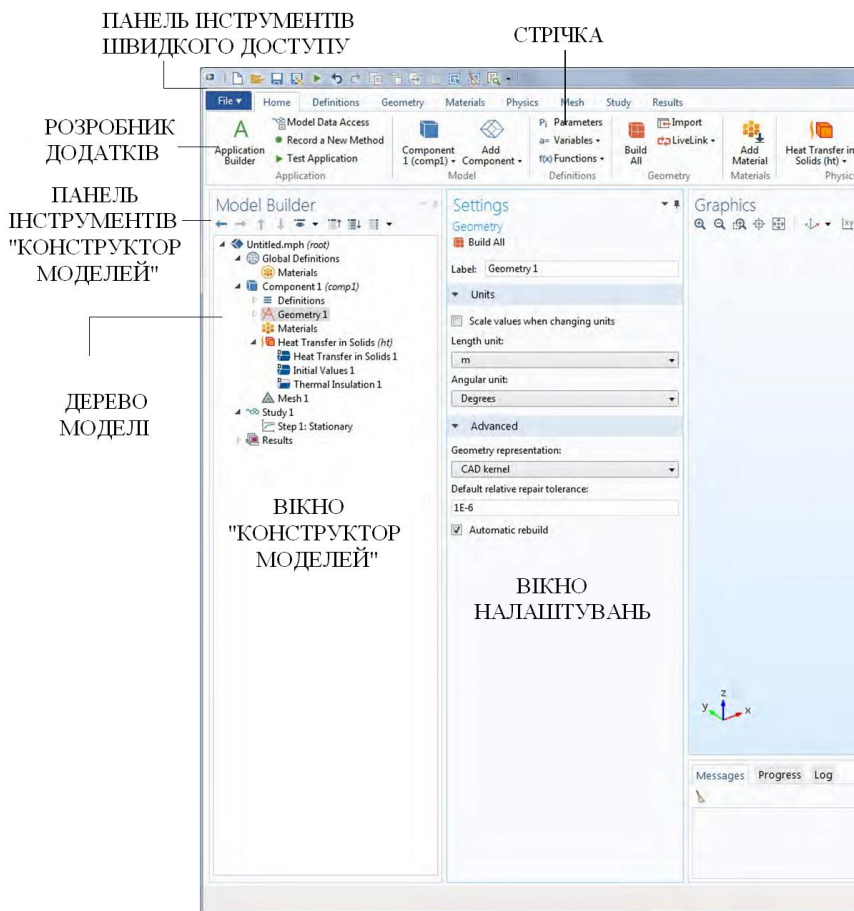 ПАНЕЛЬ ІНСТРУМЕНТІВ
ШВИДКОГО ДОСТУПУ
СТРІЧКА
РОЗРОБНИК
ДОДАТКІВ
ПАНЕЛЬ
ІНСТРУМЕНТІВ
"КОНСТРУКТОР
МОДЕЛЕЙ"
ДЕРЕВО
МОДЕЛІ
File Home Definitions Geometry Materials Physics Mesh Study Results
A
Application
Builder
Model Data Access
Record a New Method
Test Application
Application
Component
1 (comp1)
Add
Component
Model
Pi Parameters
a= Variables
f(x) Functions
Definitions
Build
All
Import
LiveLink
Geometry
Add
Material
Materials
Heat Transfer in
Solids (ht)
Physic
Model Builder
Untitled.mph (root)
Global Definitions
Materials
Component 1 (comp1)
Definitions
Geometry 1
Materials
Heat Transfer in Solids (ht)
Heat Transfer in Solids 1
Initial Values 1
Thermal Insulation 1
Mesh 1
Study 1
Step 1: Stationary
Results
ВІКНО
"КОНСТРУКТОР
МОДЕЛЕЙ"
Settings
Geometry
Build All
Label: Geometry 1
Units
Scale values when changing units
Length unit:
m
Angular unit:
Degrees
Advanced
Geometry representation:
CAD kernel
Default relative repair tolerance:
1E-6
Automatic rebuild
ВІКНО
НАЛАШТУВАНЬ
Graphics
xy
z
y x
Messages Progress Log